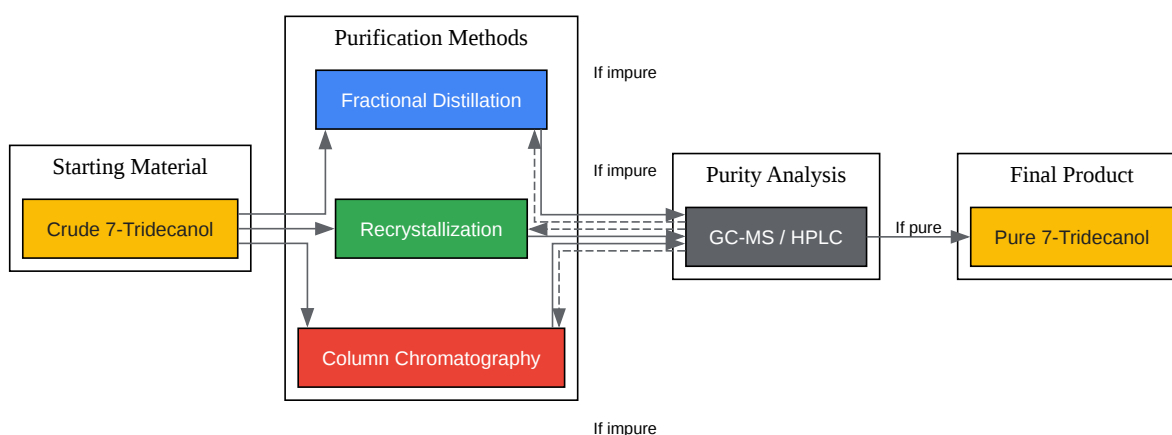 Purification Methods
Fractional Distillation
If impure
Starting Material
Crude 7-Tridecanol
Recrystallization
If impure
Purity Analysis
GC-MS / HPLC
If pure
Final Product
Pure 7-Tridecanol
Column Chromatography
If impure